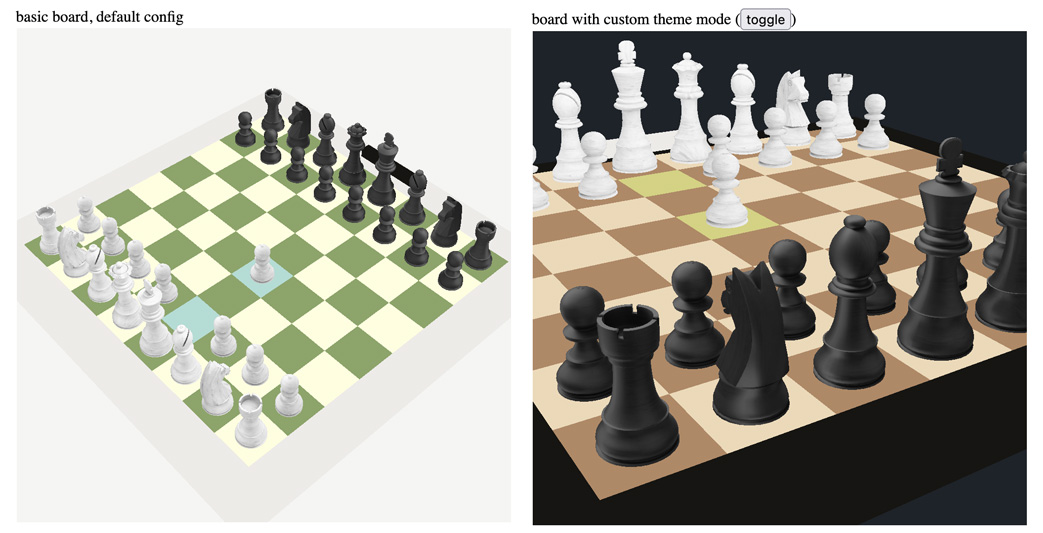 basic board, default config
board with custom theme mode (toggle)